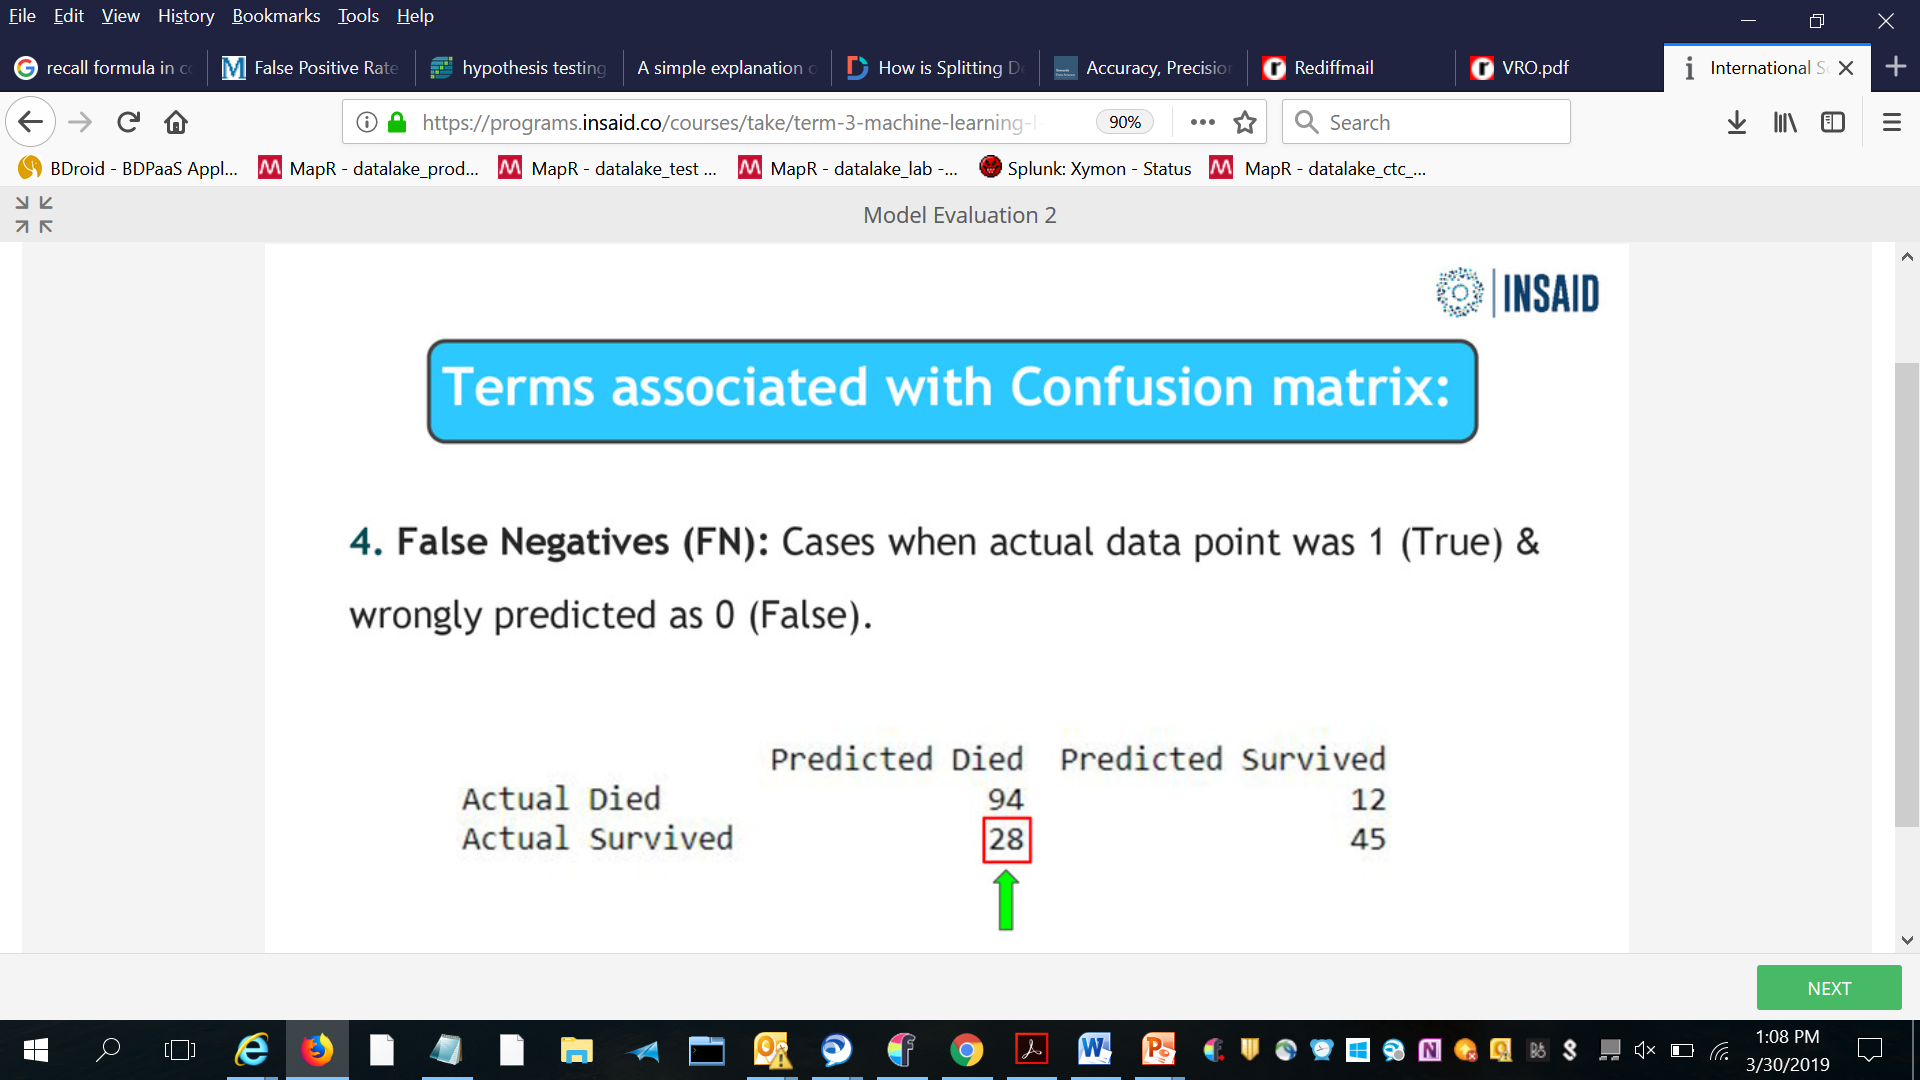 File Edit View History Bookmarks Tools Help
recall formula in c
False Positive Rate
hypothesis testing
A simple explanation o
How is Splitting D
Accuracy, Precision
Rediffmail
VRO.pdf
International S
https://programs.insaid.co/courses/take/term-3-machine-learning-l
90%
Search
BDroid - BDPaaS Appl...
MapR - datalake_prod...
MapR - datalake_test ...
MapR - datalake_lab -...
Splunk: Xymon - Status
MapR - datalake_ctc_...
Model Evaluation 2
INSAID
Terms associated with Confusion matrix:
4. False Negatives (FN): Cases when actual data point was 1 (True) &
wrongly predicted as 0 (False).
Predicted Died Predicted Survived
Actual Died 94 12
Actual Survived 28 45
NEXT
1:08 PM
3/30/2019